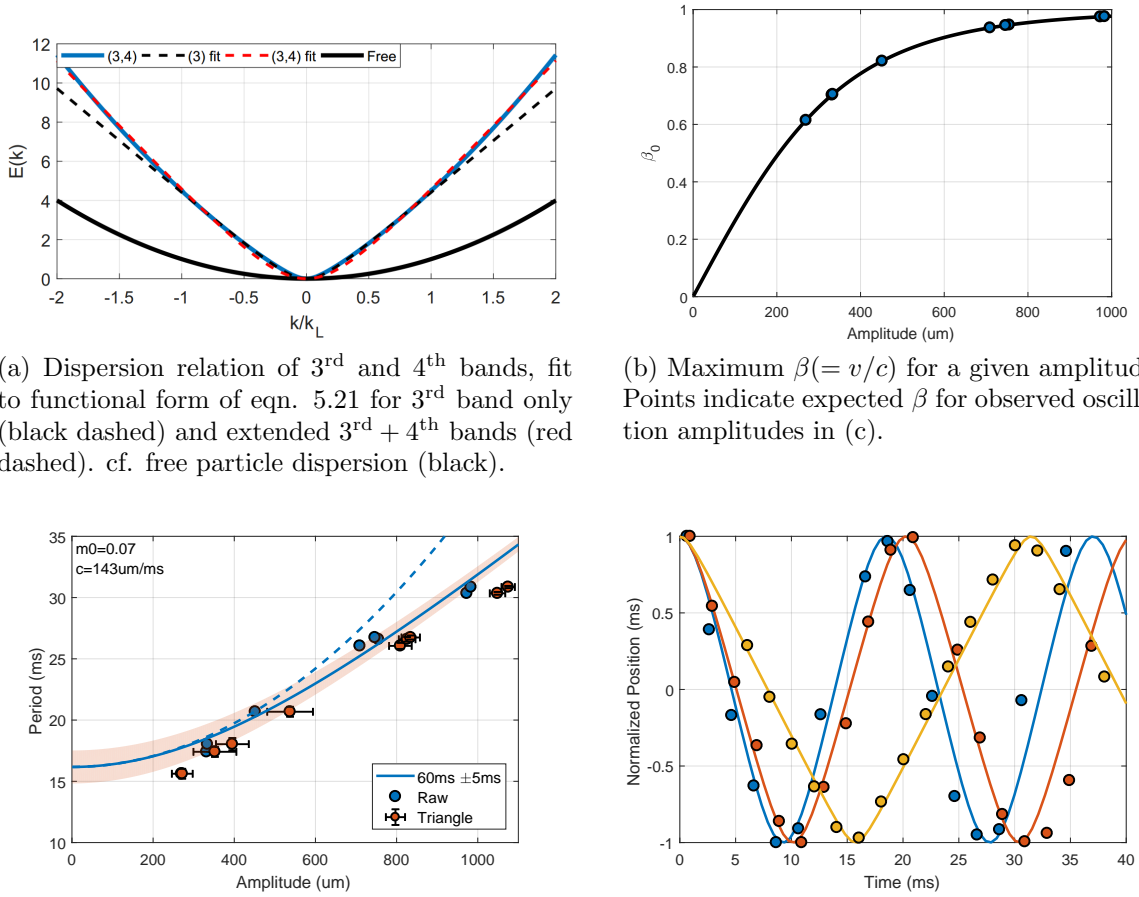 12
10
8
6
4
2
0
E(k)
(3,4) (3) fit (3,4) fit Free
-2 -1.5 -1 -0.5 0 0.5 1 1.5 2
k/k_L
1
0.8
0.6
0.4
0.2
0
β₀
0 200 400 600 800 1000
Amplitude (um)
(a) Dispersion relation of 3rd and 4th bands, fit
to functional form of eqn. 5.21 for 3rd band only
(black dashed) and extended 3rd + 4th bands (red
dashed). cf. free particle dispersion (black).
(b) Maximum β(= v/c) for a given amplitud
Points indicate expected β for observed oscill
tion amplitudes in (c).
35
30
25
20
15
10
Period (ms)
m0=0.07
c=143um/ms
60ms ±5ms
Raw
Triangle
0 200 400 600 800 1000
Amplitude (um)
1
0.5
0
-0.5
-1
Normalized Position (ms)
0 5 10 15 20 25 30 35 40
Time (ms)